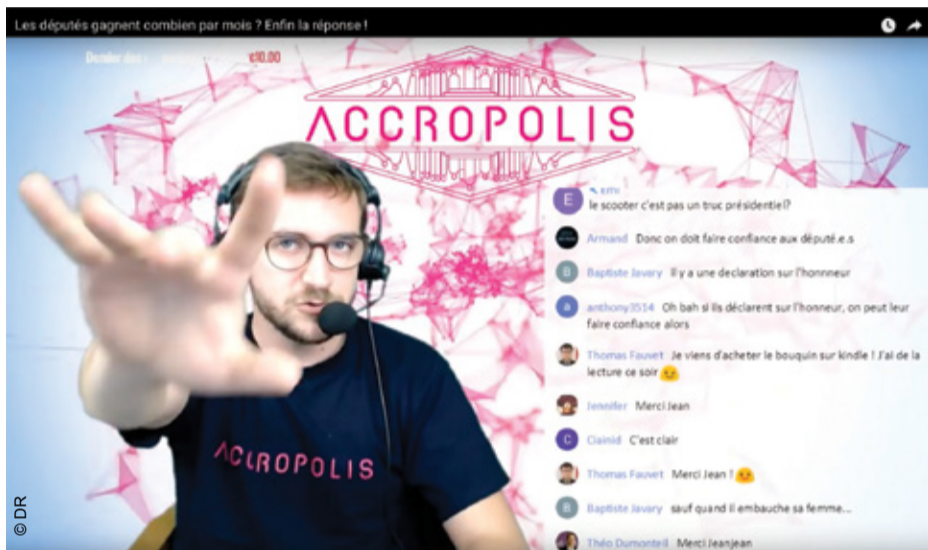 Les députés gagnent combien par mois ? Enfin la réponse !
Dernier don
€10.00
ACCROPOLIS
E
le scooter c'est pas un truc présidentiel?
Armand Donc on doit faire confiance aux député.e.s
B
Baptiste Javary Il y a une declaration sur l'honnneur
a
anthony3514 Oh bah si ils déclarent sur l'honneur, on peut leur
faire confiance alors
Thomas Fauvet Je viens d'acheter le bouquin sur kindle ! J'ai de la
lecture ce soir
Jennifer Merci Jean
C
Clainid C'est clair
Thomas Fauvet Merci Jean !
B
Baptiste Javary sauf quand il embauche sa femme...
Théo Dumonteil Merci Jeanjean
ACCROPOLIS
© DR